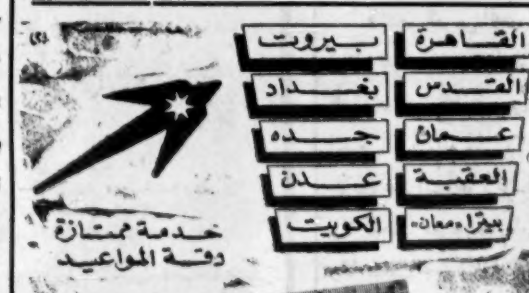 القاهرة بيروت
القدس بغداد
عمان جده
العقبة عدن
بيترا "معان" الكويت
خدمة ممتازة
دقة المواعيد